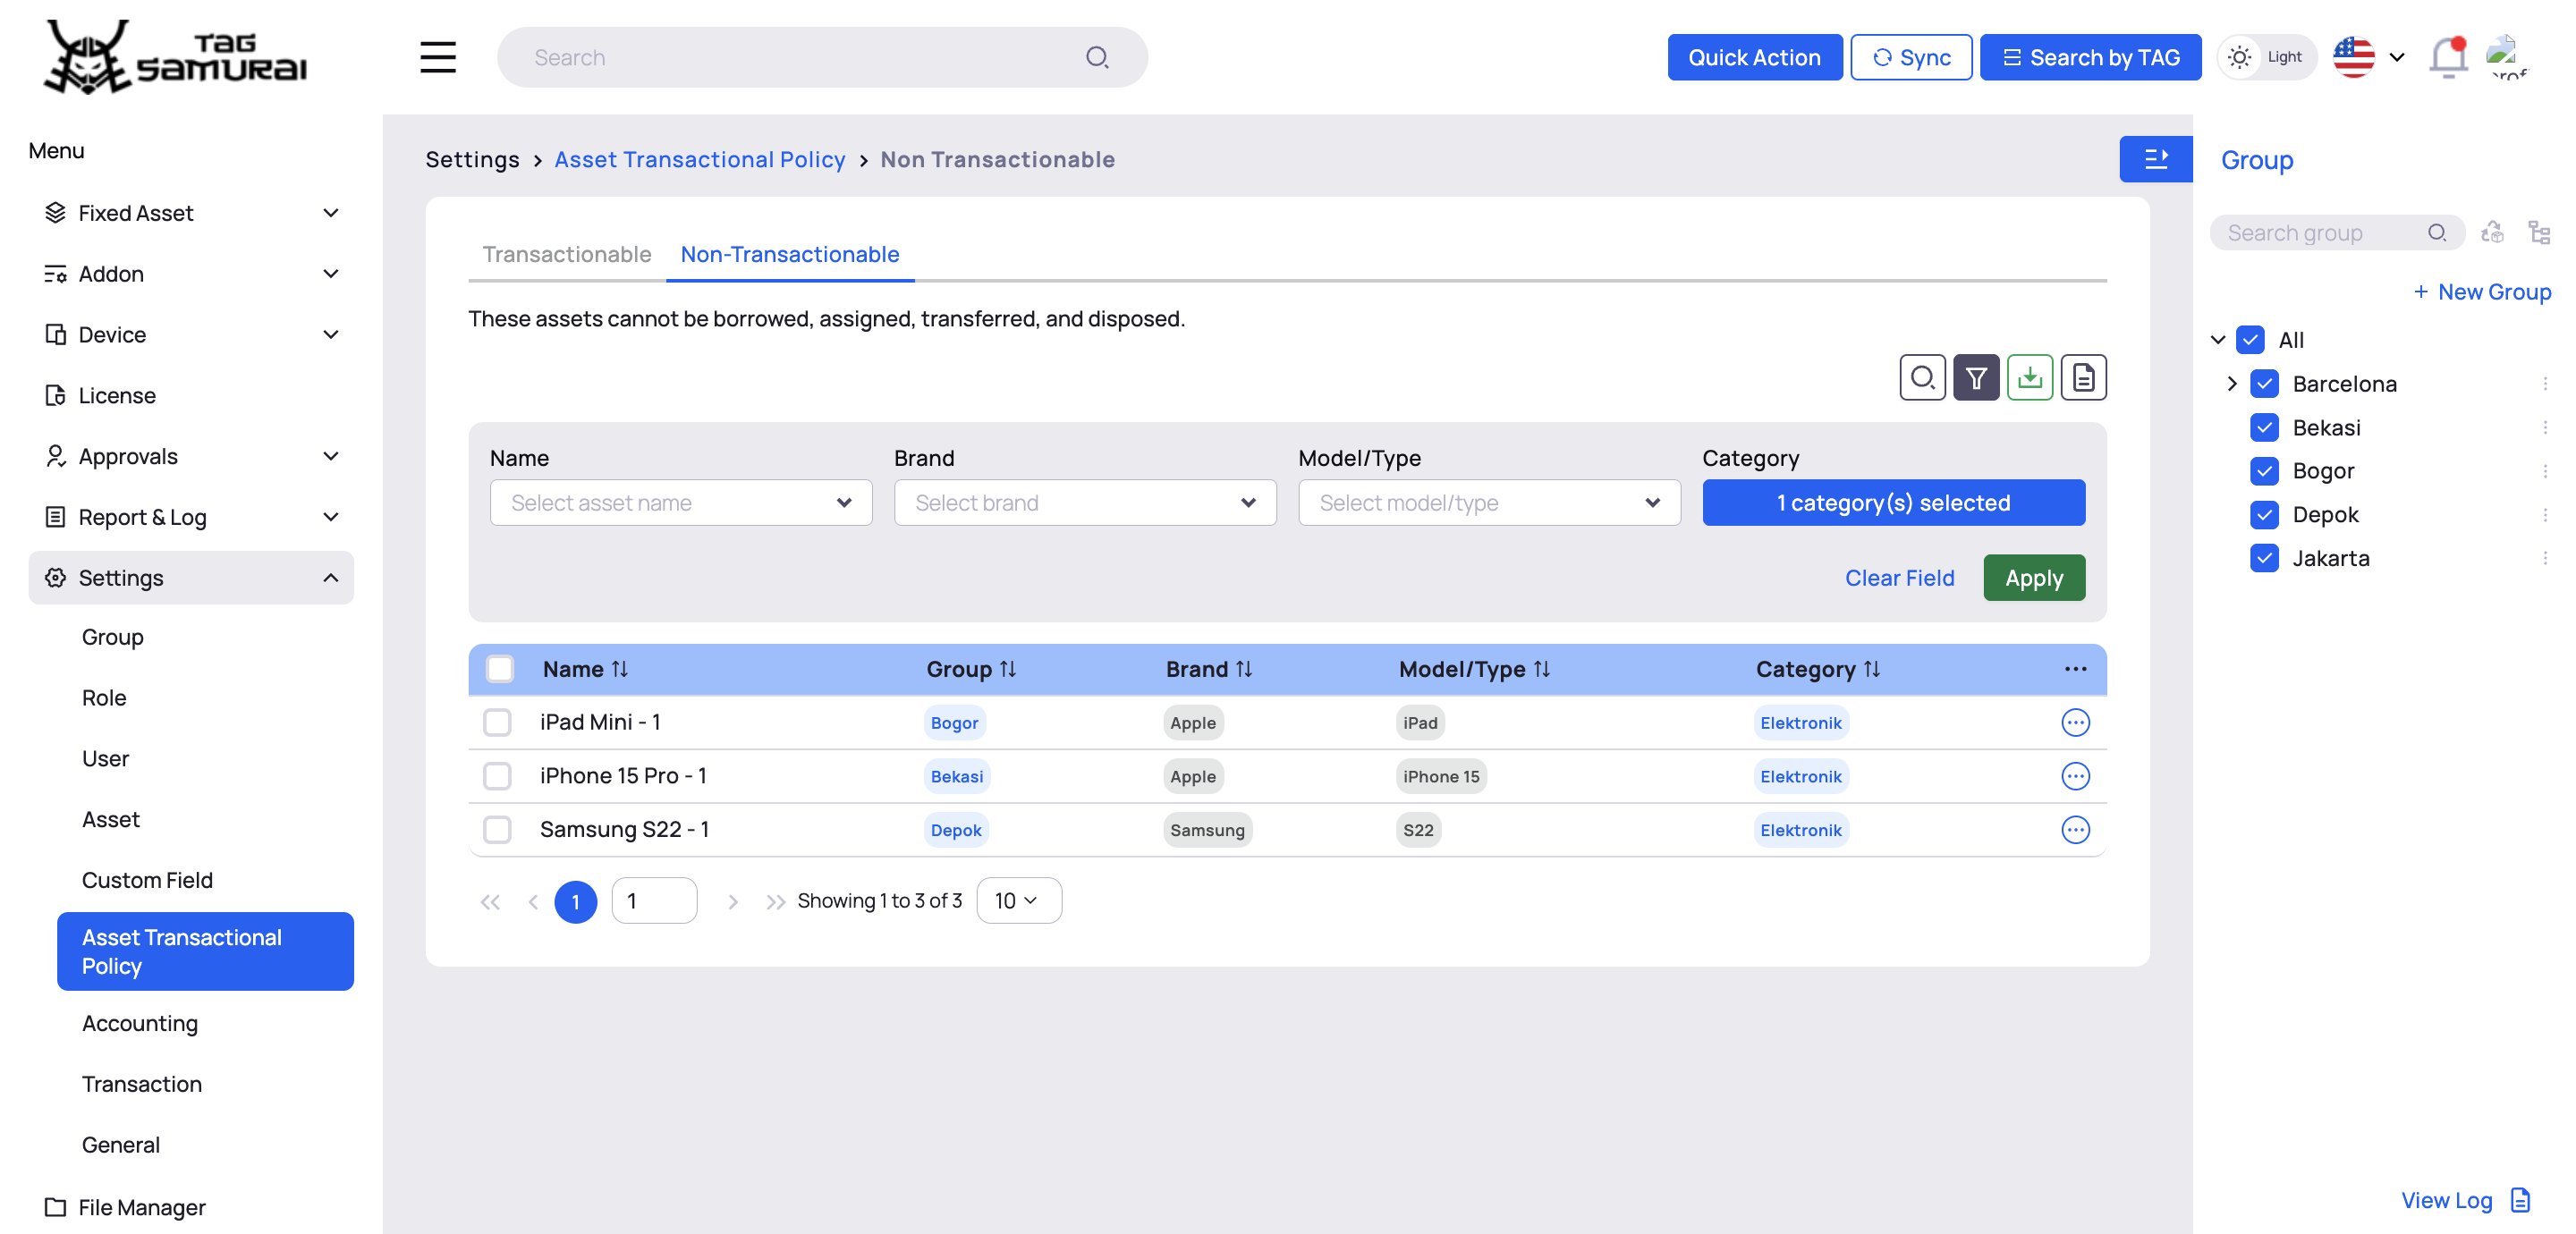 TAG
SAMURAI
Search
Quick Action
Sync
Search by TAG
Light
Menu
Fixed Asset
Addon
Device
License
Approvals
Report & Log
Settings
Group
Role
User
Asset
Custom Field
Asset Transactional
Policy
Accounting
Transaction
General
File Manager
Settings > Asset Transactional Policy > Non Transactionable
Transactionable Non-Transactionable
These assets cannot be borrowed, assigned, transferred, and disposed.
Name Brand Model/Type Category
Select asset name Select brand Select model/type 1 category(s) selected
Clear Field Apply
Name Group Brand Model/Type Category
iPad Mini - 1 Bogor Apple iPad Elektronik
iPhone 15 Pro - 1 Bekasi Apple iPhone 15 Elektronik
Samsung S22 - 1 Depok Samsung S22 Elektronik
1 1 Showing 1 to 3 of 3 10
Group
Search group
+ New Group
All
Barcelona
Bekasi
Bogor
Depok
Jakarta
View Log